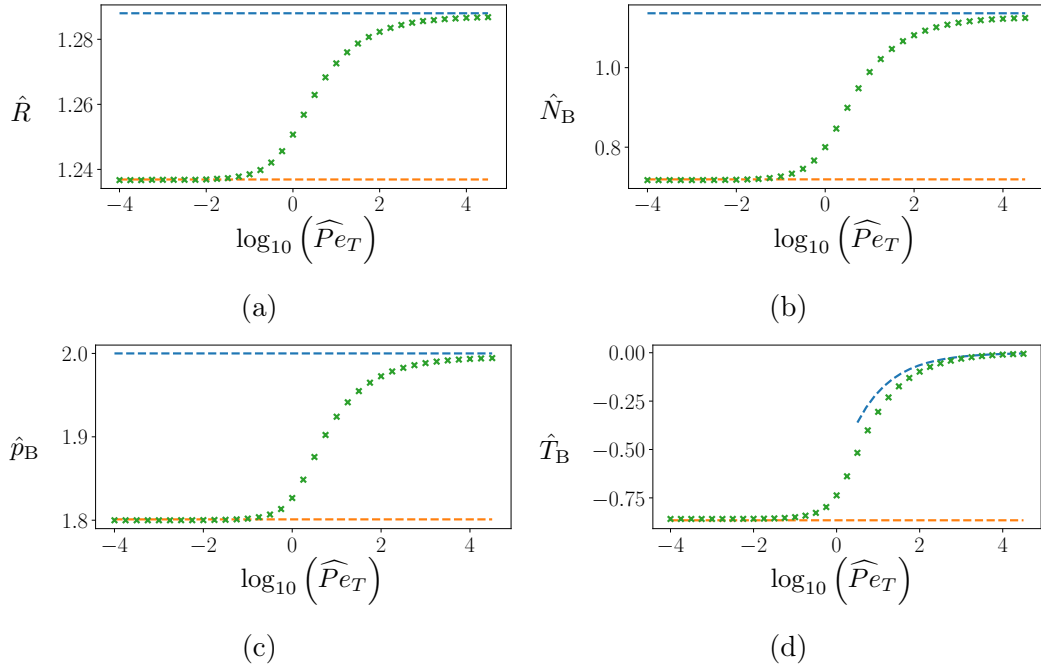 1.28
1.26
1.24
R̂
−4 −2 0 2 4
log₁₀(P̂e_T)
(a)
1.0
0.8
N̂_B
−4 −2 0 2 4
log₁₀(P̂e_T)
(b)
2.0
1.9
1.8
p̂_B
−4 −2 0 2 4
log₁₀(P̂e_T)
(c)
0.00
−0.25
−0.50
−0.75
T̂_B
−4 −2 0 2 4
log₁₀(P̂e_T)
(d)